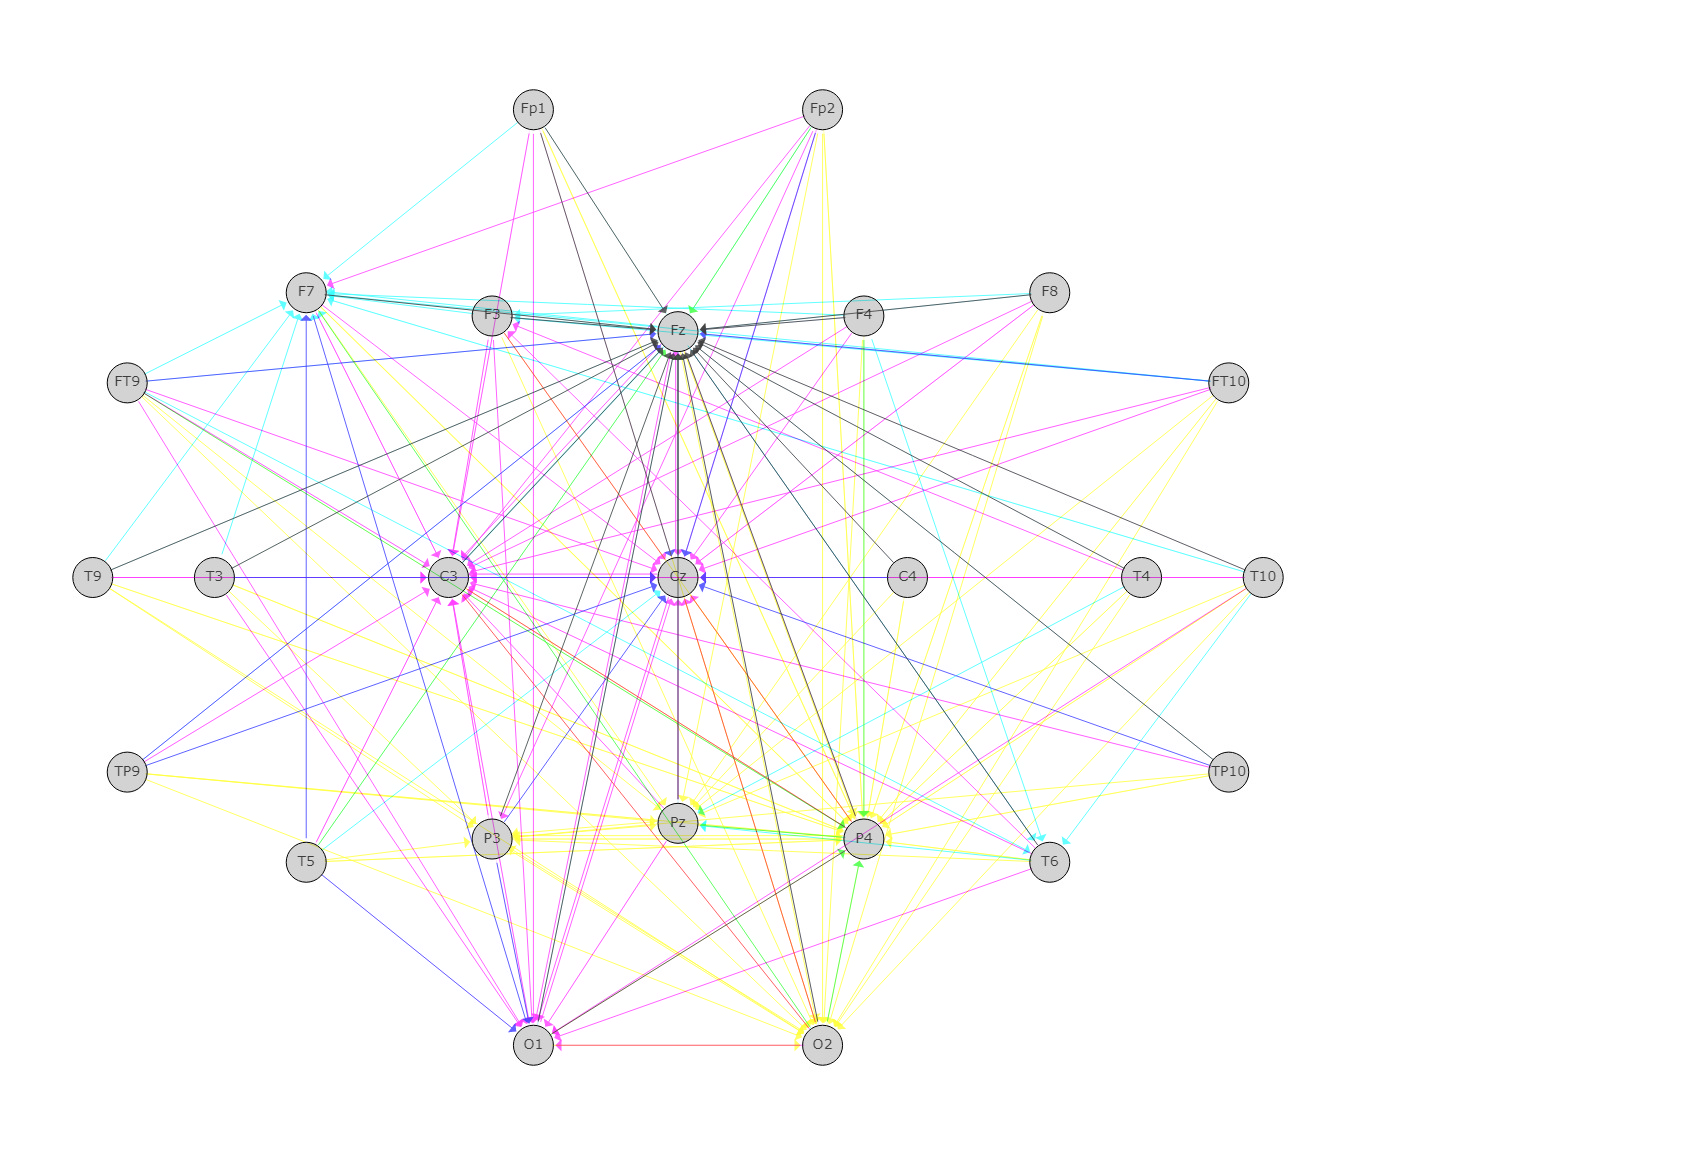 Fp1 Fp2
F7 F3 Fz F4 F8
FT9 FT10
T9 T3 C3 Cz C4 T4 T10
TP9 TP10
T5 P3 Pz P4 T6
O1 O2